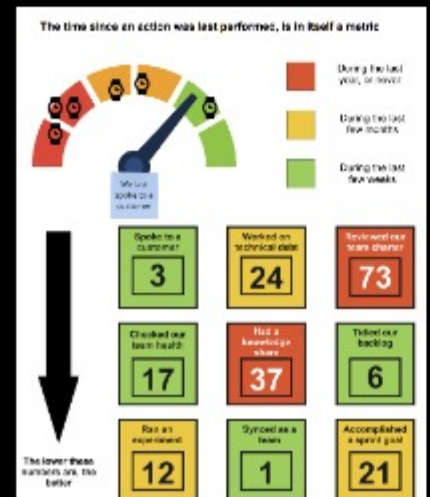 The time since an action was last performed, is in itself a metric
During the last
year, or never
During the last
few months
During the last
few weeks
We last
spoke to a
customer
Spoke to a
customer
3
Worked on
technical debt
24
Reviewed our
team charter
73
Checked our
team health
17
Had a
knowledge
share
37
Tidied our
backlog
6
Ran an
experiment
12
Synced as a
team
1
Accomplished
a sprint goal
21
The lower these
numbers are, the
better